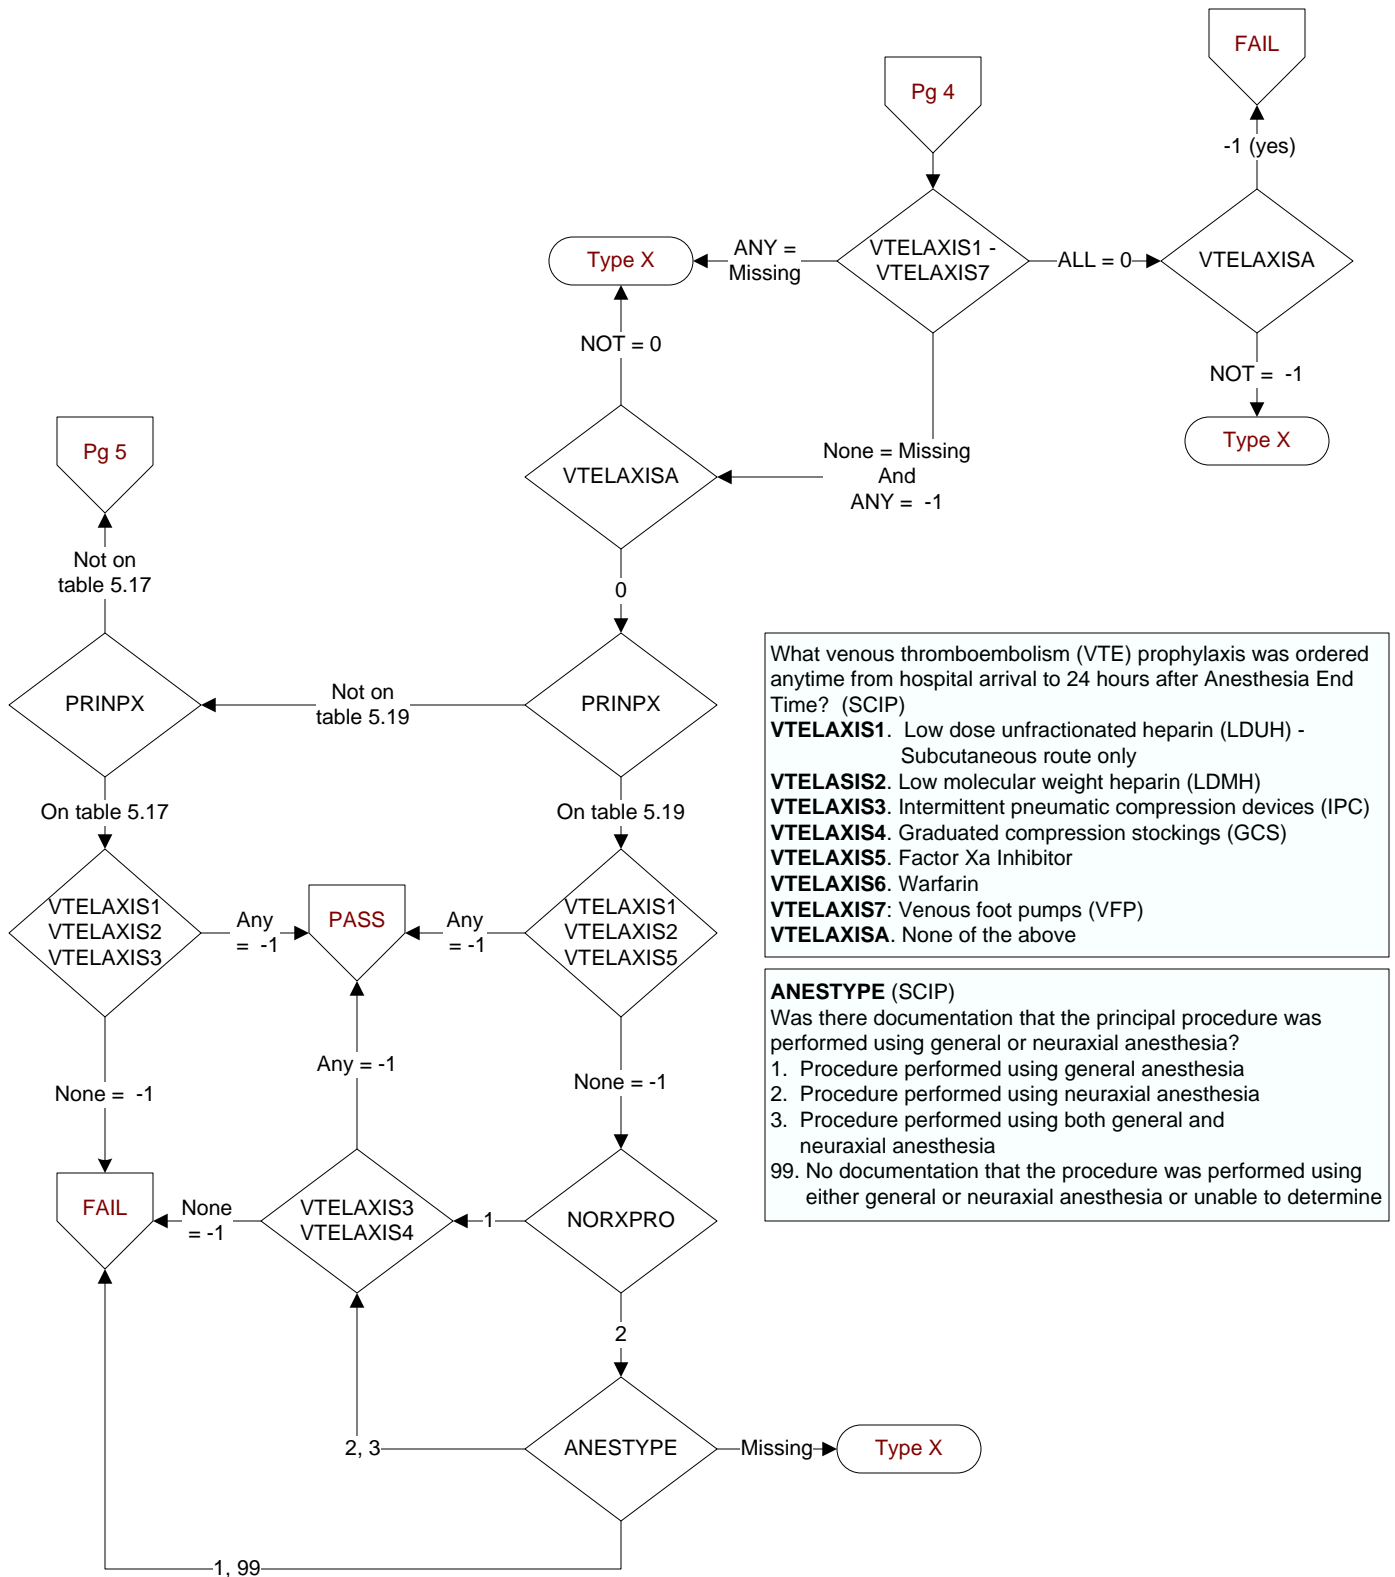 FAIL
Pg 4
-1 (yes)
Type X
ANY =
Missing
VTELAXIS1 -
VTELAXIS7
ALL = 0
VTELAXISA
NOT = 0
NOT =  -1
Type X
Pg 5
VTELAXISA
None = Missing
And
ANY =  -1
Not on
table 5.17
0
PRINPX
Not on
table 5.19
PRINPX
On table 5.17
On table 5.19
VTELAXIS1
VTELAXIS2
VTELAXIS3
Any
=  -1
PASS
Any
=-1
VTELAXIS1
VTELAXIS2
VTELAXIS5
None =  -1
Any = -1
None = -1
FAIL
None
= -1
VTELAXIS3
VTELAXIS4
1
NORXPRO
2
2, 3
ANESTYPE
Missing
Type X
1, 99
What venous thromboembolism (VTE) prophylaxis was ordered
anytime from hospital arrival to 24 hours after Anesthesia End
Time?  (SCIP)
VTELAXIS1.  Low dose unfractionated heparin (LDUH) -
Subcutaneous route only
VTELASIS2. Low molecular weight heparin (LDMH)
VTELAXIS3. Intermittent pneumatic compression devices (IPC)
VTELAXIS4. Graduated compression stockings (GCS)
VTELAXIS5. Factor Xa Inhibitor
VTELAXIS6. Warfarin
VTELAXIS7: Venous foot pumps (VFP)
VTELAXISA. None of the above
ANESTYPE (SCIP)
Was there documentation that the principal procedure was
performed using general or neuraxial anesthesia?
1.  Procedure performed using general anesthesia
2.  Procedure performed using neuraxial anesthesia
3.  Procedure performed using both general and
neuraxial anesthesia
99. No documentation that the procedure was performed using
either general or neuraxial anesthesia or unable to determine